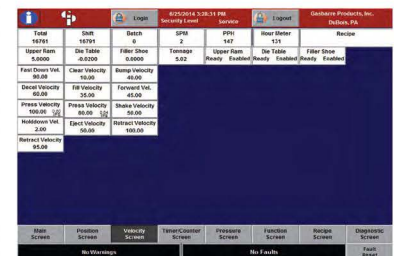 Login
6/25/2014 3:28:31 PM
Security Level Service
Logout
Gasbarre Products, Inc.
DuBois, PA
Total Shift Batch SPM PPH Hour Meter Recipe
16761 16791 0 2 147 131
Upper Ram Die Table Filler Shoe Tonnage Upper Ram Die Table Filler Shoe
5.0000 -0.0200 0.0000 5.02 Ready Enabled Ready Enabled Ready Enabled
Fast Down Vel. Clear Velocity Bump Velocity
90.00 10.00 40.00
Decel Velocity Fill Velocity Forward Vel.
60.00 35.00 45.00
Press Velocity Press Velocity Shake Velocity
100.00 80.00 50.00
Holddown Vel. Eject Velocity Retract Velocity
2.00 50.00 100.00
Retract Velocity
95.00
Main Screen Position Screen Velocity Screen Timer/Counter Screen Pressure Screen Function Screen Recipe Screen Diagnostic Screen
No Warnings No Faults Fault Reset